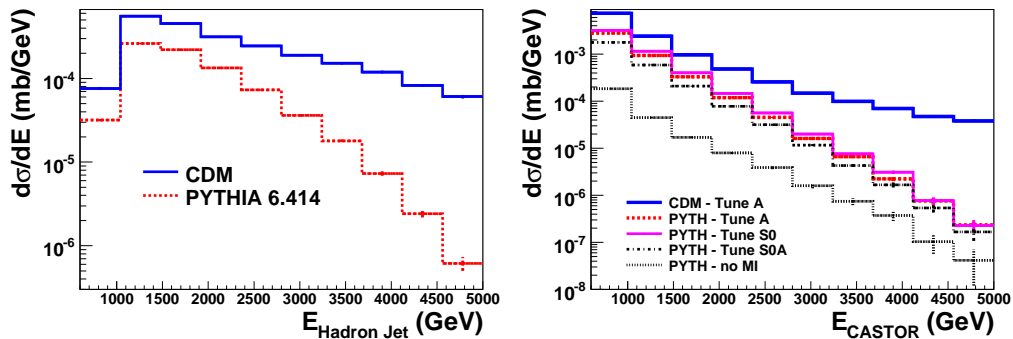 dσ/dE (mb/GeV)
10⁻⁴
10⁻⁵
10⁻⁶
CDM
PYTHIA 6.414
1000 1500 2000 2500 3000 3500 4000 4500 5000
E_Hadron Jet (GeV)
dσ/dE (mb/GeV)
10⁻³
10⁻⁴
10⁻⁵
10⁻⁶
10⁻⁷
10⁻⁸
CDM - Tune A
PYTH - Tune A
PYTH - Tune S0
PYTH - Tune S0A
PYTH - no MI
1000 1500 2000 2500 3000 3500 4000 4500 5000
E_CASTOR (GeV)